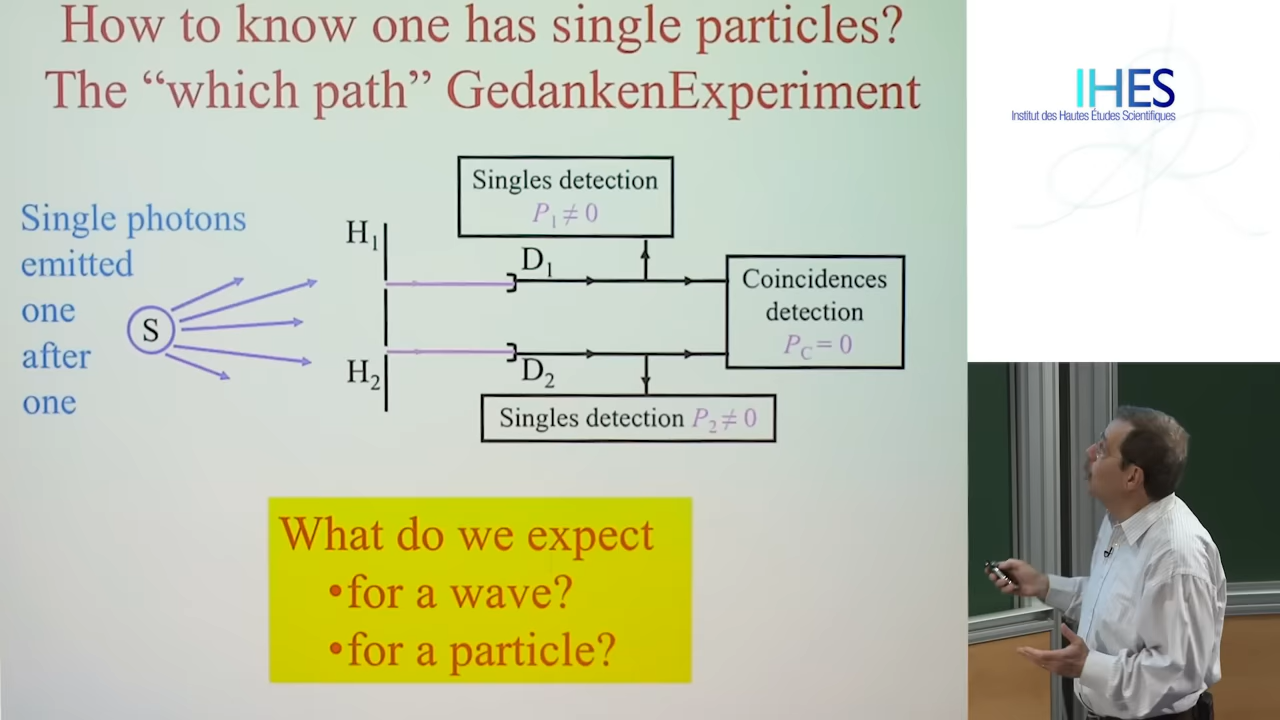 How to know one has single particles?
The “which path” GedankenExperiment
IHES
Institut des Hautes Études Scientifiques
Singles detection
P₁ ≠ 0
Single photons
emitted
one
after
one
S
H₁
H₂
D₁
D₂
Coincidences
detection
P_C = 0
Singles detection P₂ ≠ 0
What do we expect
•for a wave?
•for a particle?